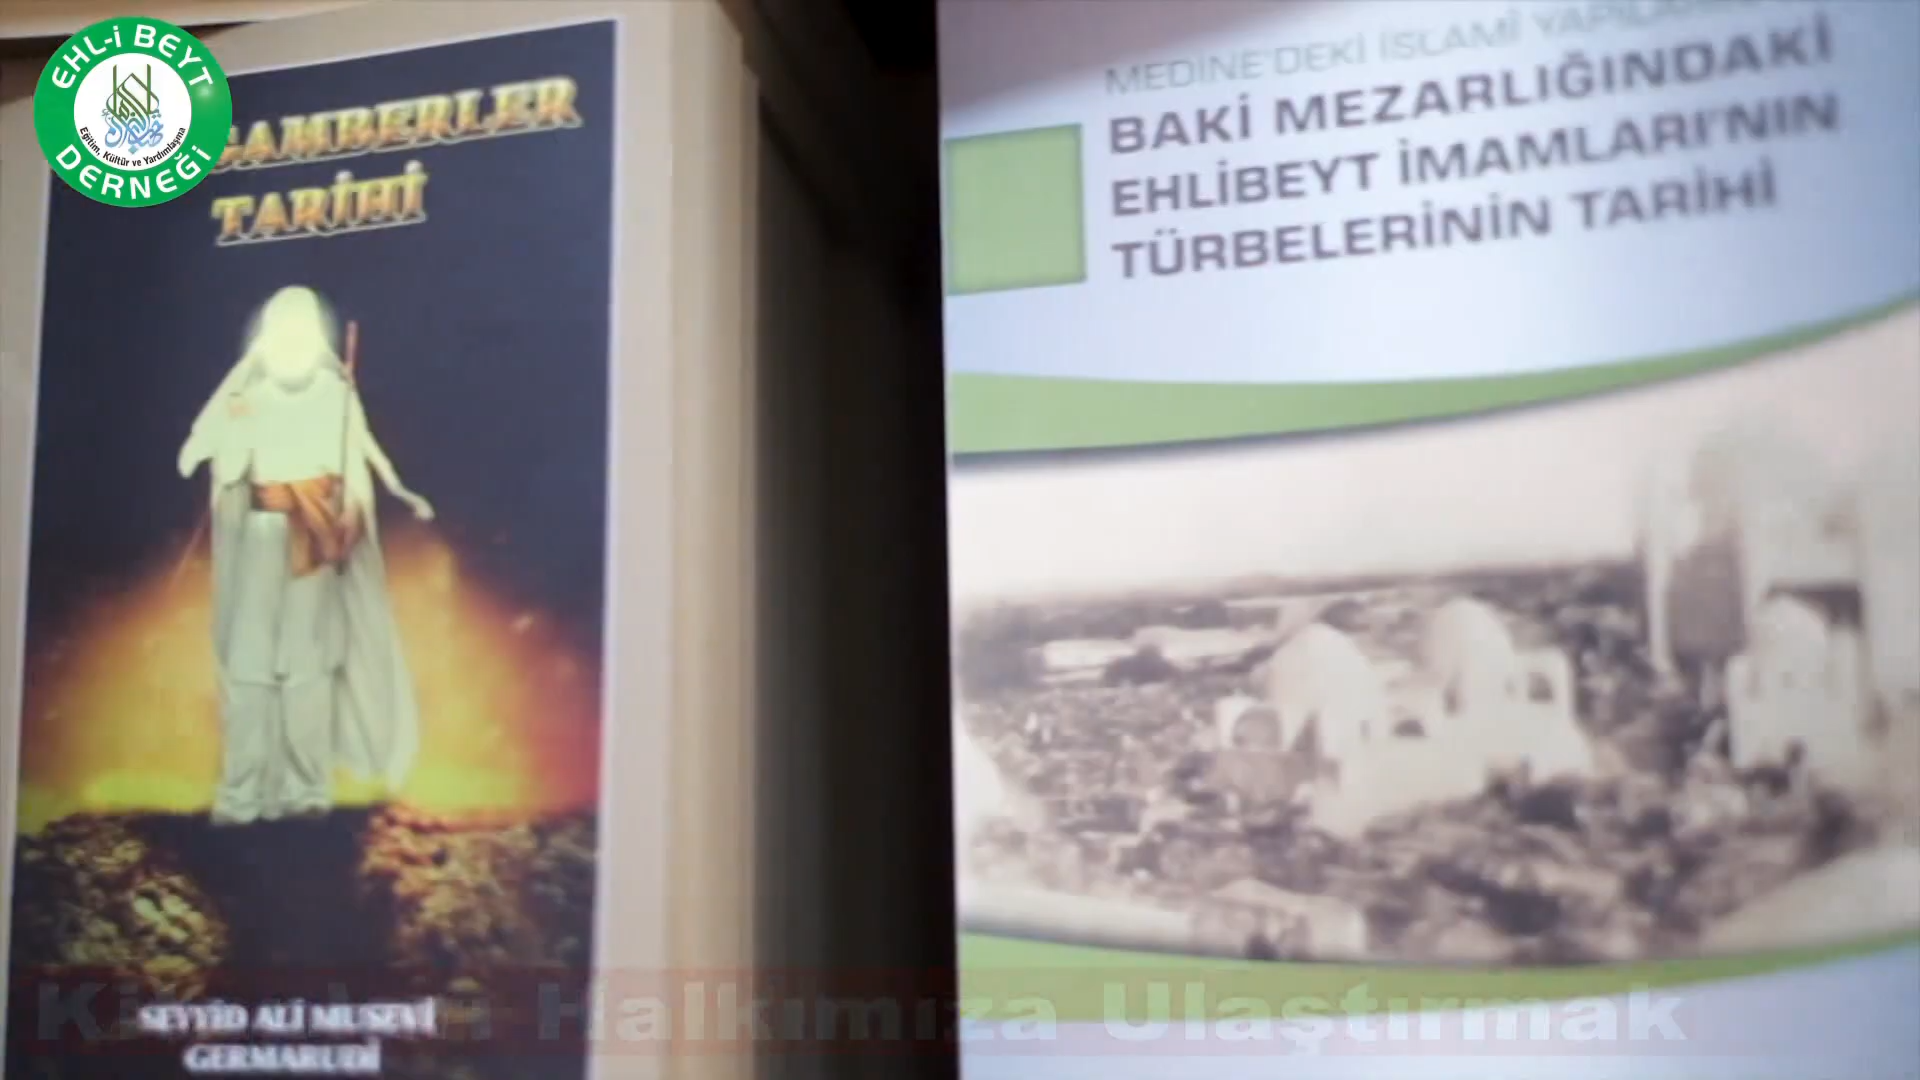 EHL-i BEYT
Eğitim, Kültür ve Yardımlaşma
DERNEĞİ
TARİHİ
SEYYİD ALİ MUSEVİ
GERMARUDİ
MEDİNE'DEKİ İSLAMİ
BAKİ MEZARLIĞINDAKİ
EHLİBEYT İMAMLARI'NIN
TÜRBELERİNİN TARİHİ
Halkımıza Ulaştırmak